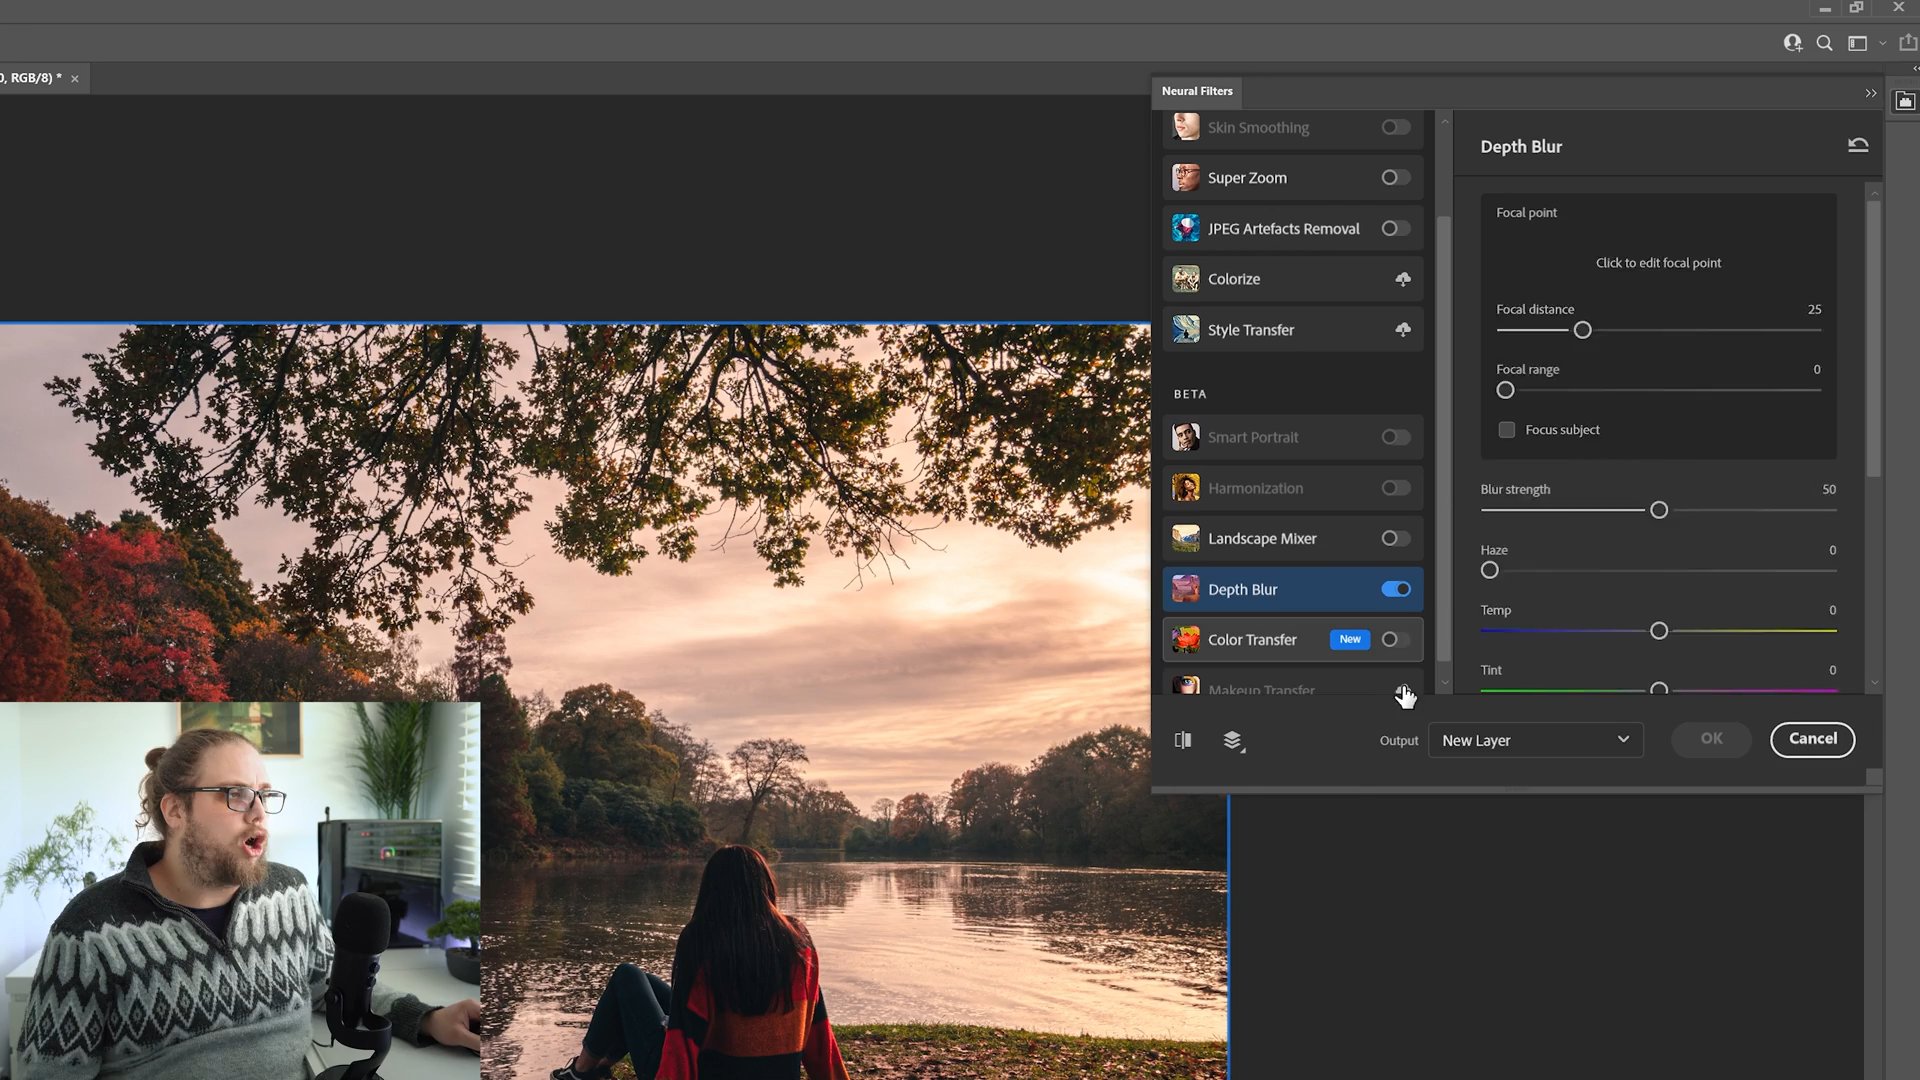 0, RGB/8) *
Neural Filters
Skin Smoothing
Super Zoom
JPEG Artefacts Removal
Colorize
Style Transfer
BETA
Smart Portrait
Harmonization
Landscape Mixer
Depth Blur
Color Transfer New
Makeup Transfer
Depth Blur
Focal point
Click to edit focal point
Focal distance 25
Focal range 0
Focus subject
Blur strength 50
Haze 0
Temp 0
Tint 0
Output New Layer OK Cancel